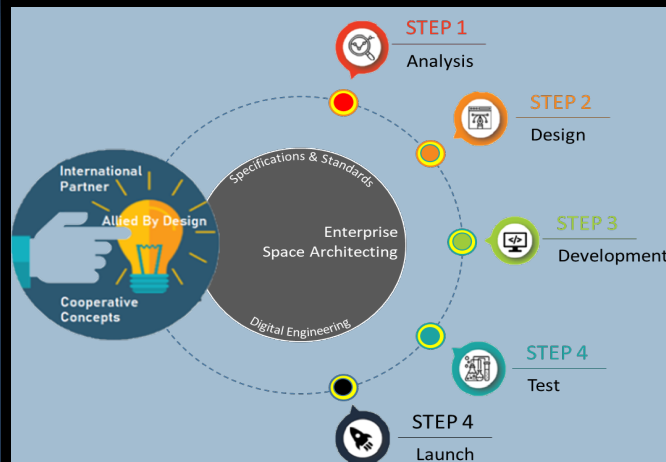 STEP 1
Analysis
STEP 2
Design
Specifications & Standards
International
Partner
Allied By Design
Enterprise
Space Architecting
STEP 3
Development
Cooperative
Concepts
Digital Engineering
STEP 4
Test
STEP 4
Launch